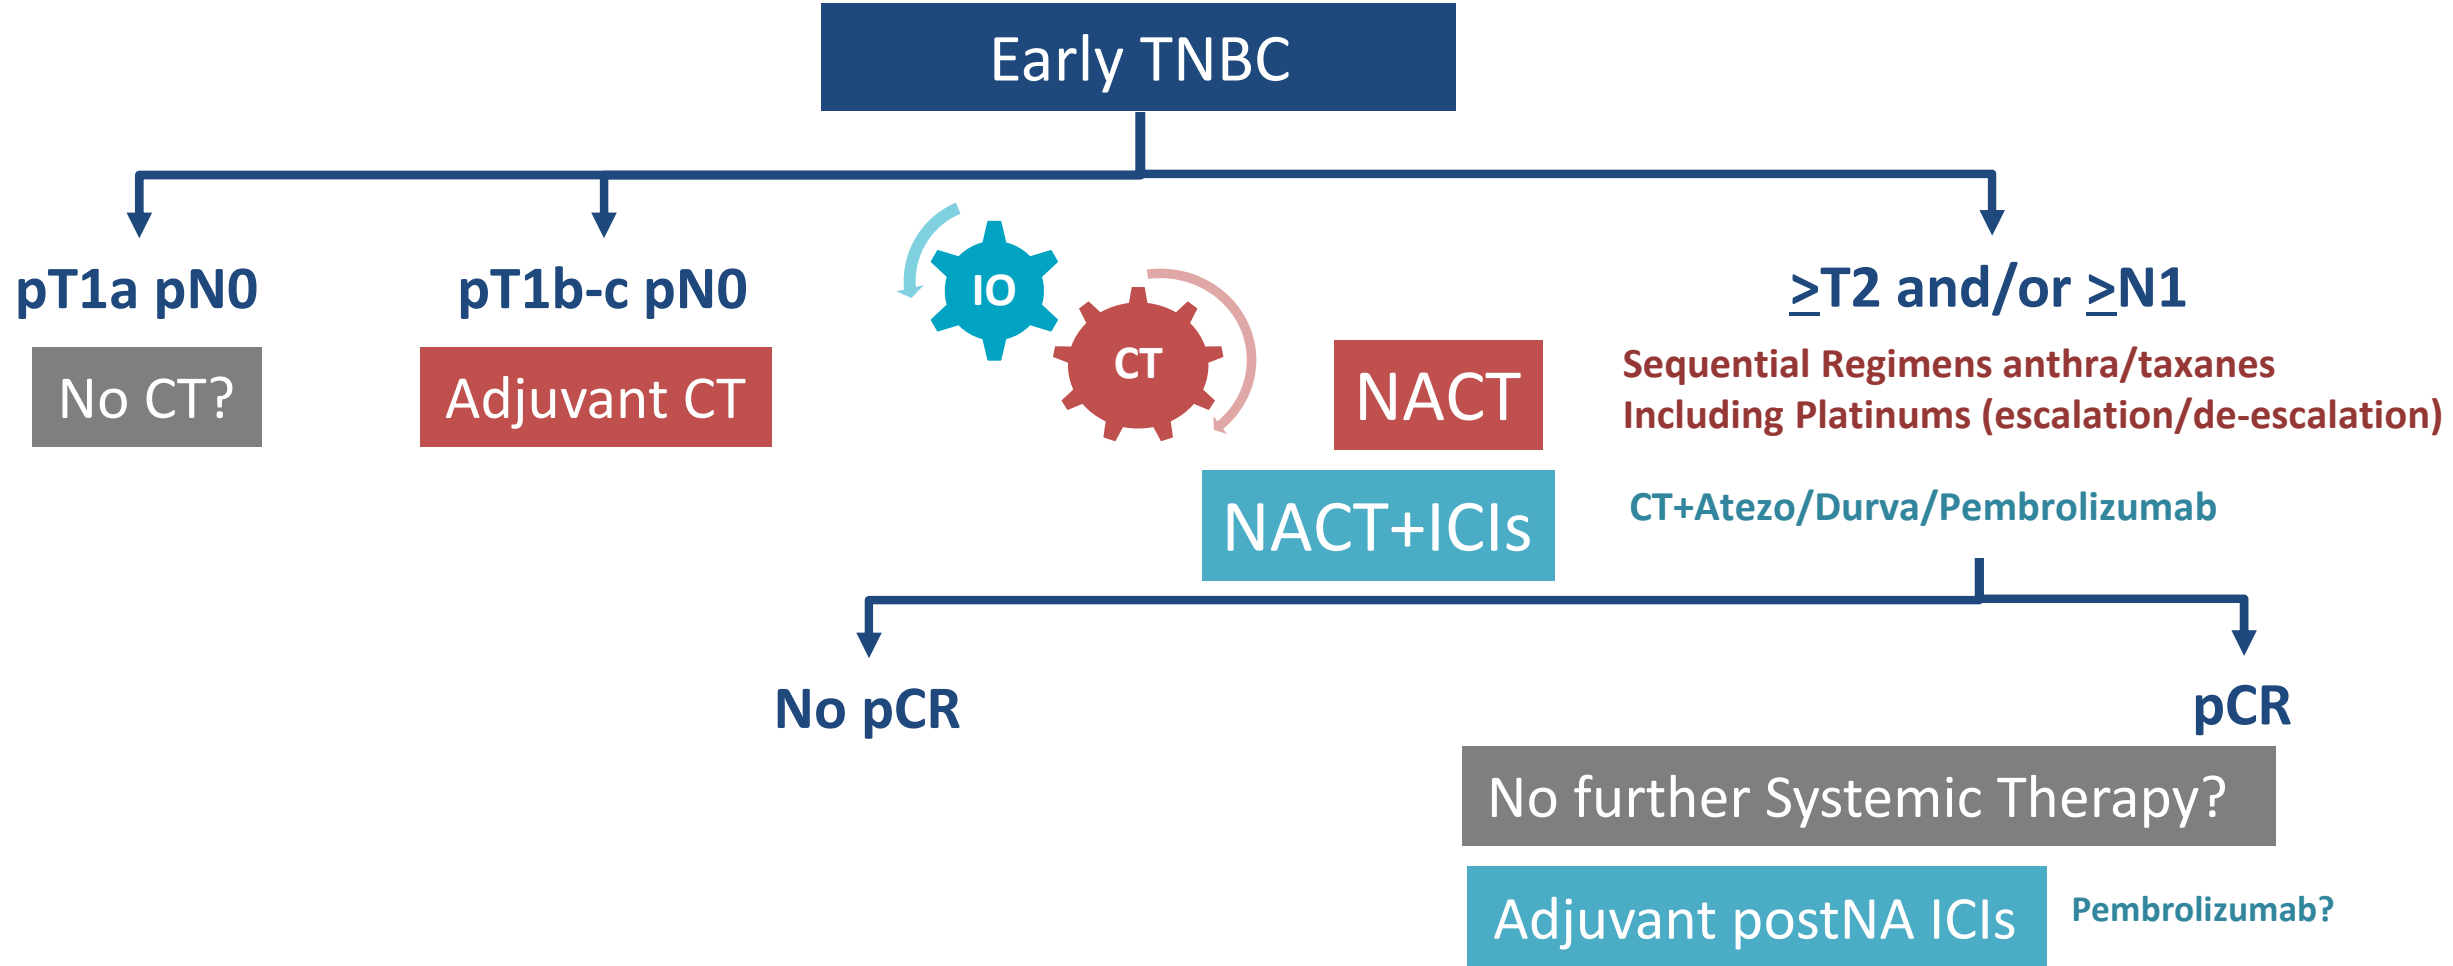 Early TNBC
pT1a pN0
No CT?
pT1b-c pN0
Adjuvant CT
IO
CT
≥T2 and/or ≥N1
NACT
Sequential Regimens anthra/taxanes
Including Platinums (escalation/de-escalation)
NACT+ICIs
CT+Atezo/Durva/Pembrolizumab
No pCR
pCR
No further Systemic Therapy?
Adjuvant postNA ICIs
Pembrolizumab?